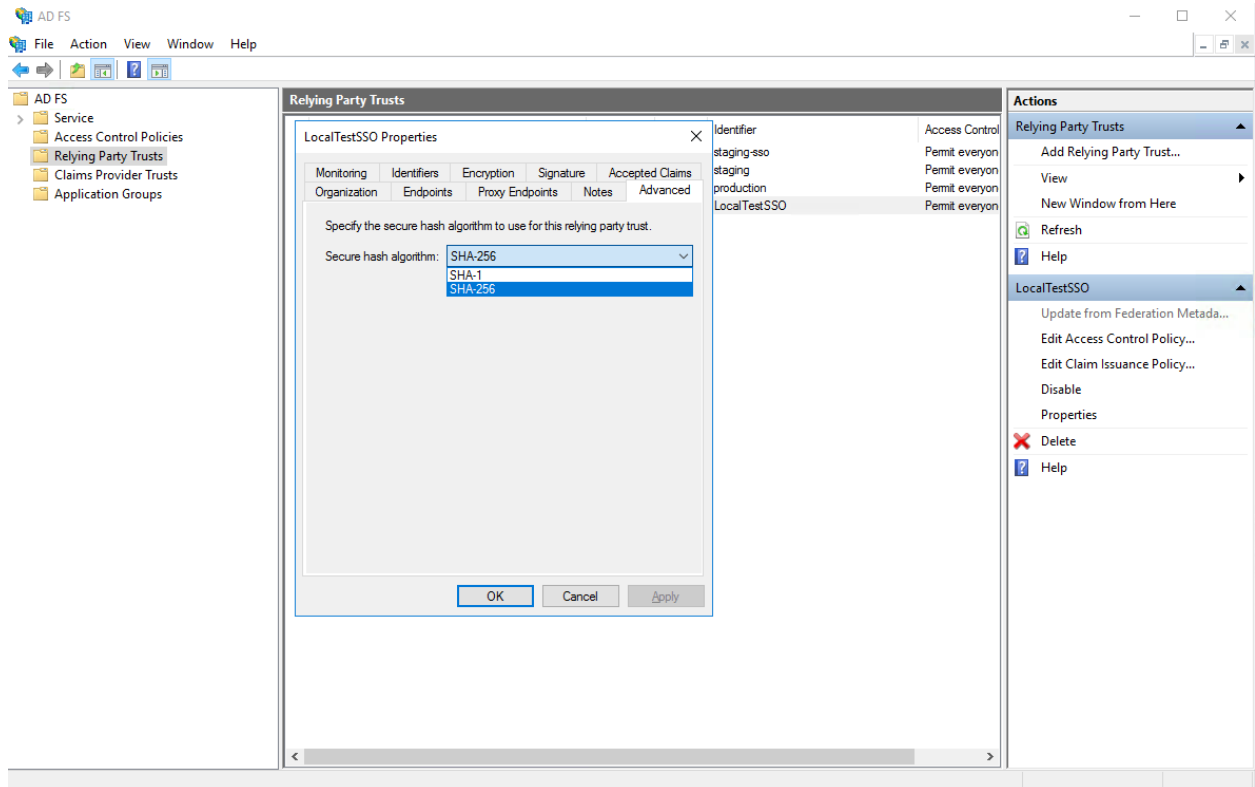 AD FS
File Action View Window Help
AD FS
Service
Access Control Policies
Relying Party Trusts
Claims Provider Trusts
Application Groups
Relying Party Trusts
Identifier Access Control
staging-sso Permit everyon
staging Permit everyon
production Permit everyon
LocalTestSSO Permit everyon
LocalTestSSO Properties
Monitoring Identifiers Encryption Signature Accepted Claims
Organization Endpoints Proxy Endpoints Notes Advanced
Specify the secure hash algorithm to use for this relying party trust.
Secure hash algorithm: SHA-256
SHA-1
SHA-256
OK Cancel Apply
Actions
Relying Party Trusts
Add Relying Party Trust...
View
New Window from Here
Refresh
Help
LocalTestSSO
Update from Federation Metada...
Edit Access Control Policy...
Edit Claim Issuance Policy...
Disable
Properties
Delete
Help